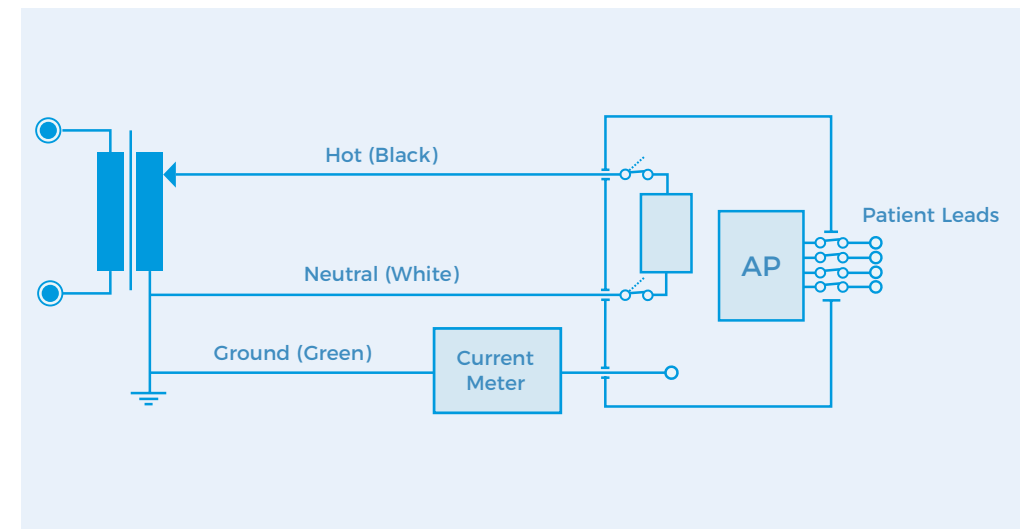 Hot (Black)
Patient Leads
AP
Neutral (White)
Ground (Green)
Current
Meter